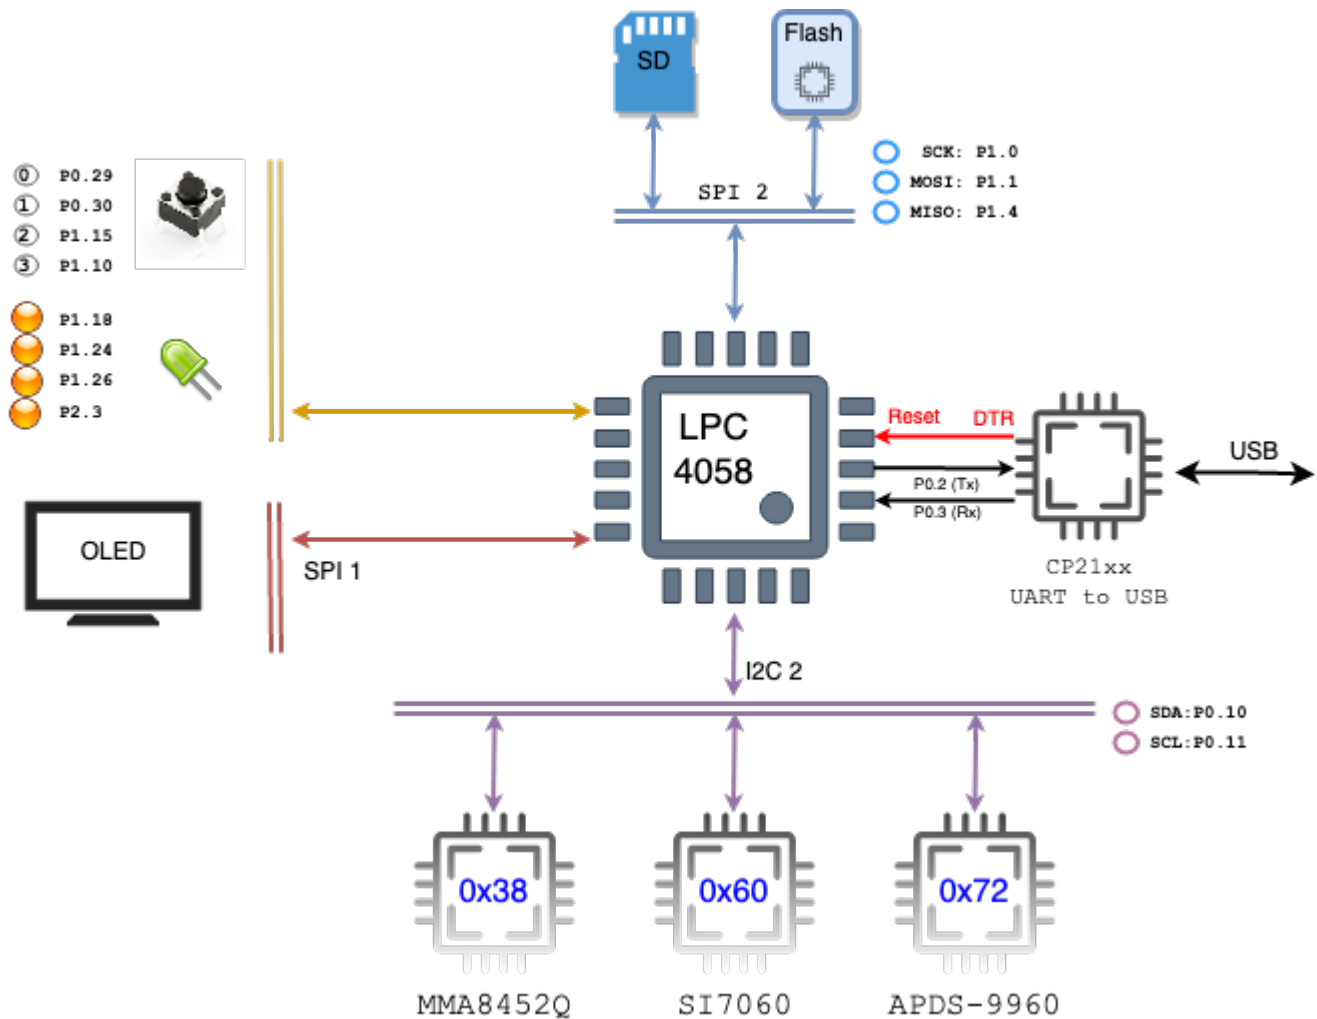 SD
Flash
SCK: P1.0
MOSI: P1.1
MISO: P1.4
SPI 2
0 P0.29
1 P0.30
2 P1.15
3 P1.10
P1.18
P1.24
P1.26
P2.3
LPC
4058
Reset DTR
P0.2 (Tx)
P0.3 (Rx)
USB
CP21xx
UART to USB
OLED
SPI 1
I2C 2
SDA:P0.10
SCL:P0.11
0x38
0x60
0x72
MMA8452Q
SI7060
APDS-9960